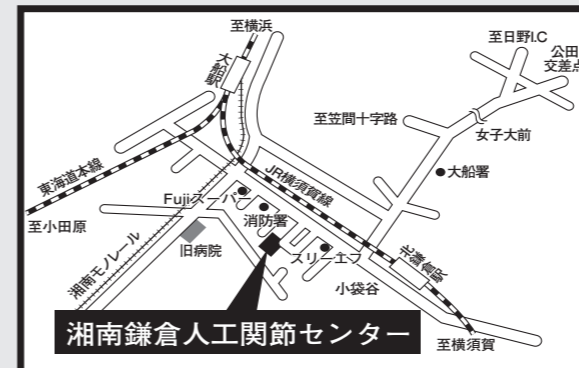 至横浜
大船駅
至日野I.C
公田
交差点
至笠間十字路
女子大前
大船署
東海道本線
JR横須賀線
Fujiスーパー
消防署
至小田原
旧病院
スリーエフ
北鎌倉駅
湘南モノレール
小袋谷
湘南鎌倉人工関節センター
至横須賀